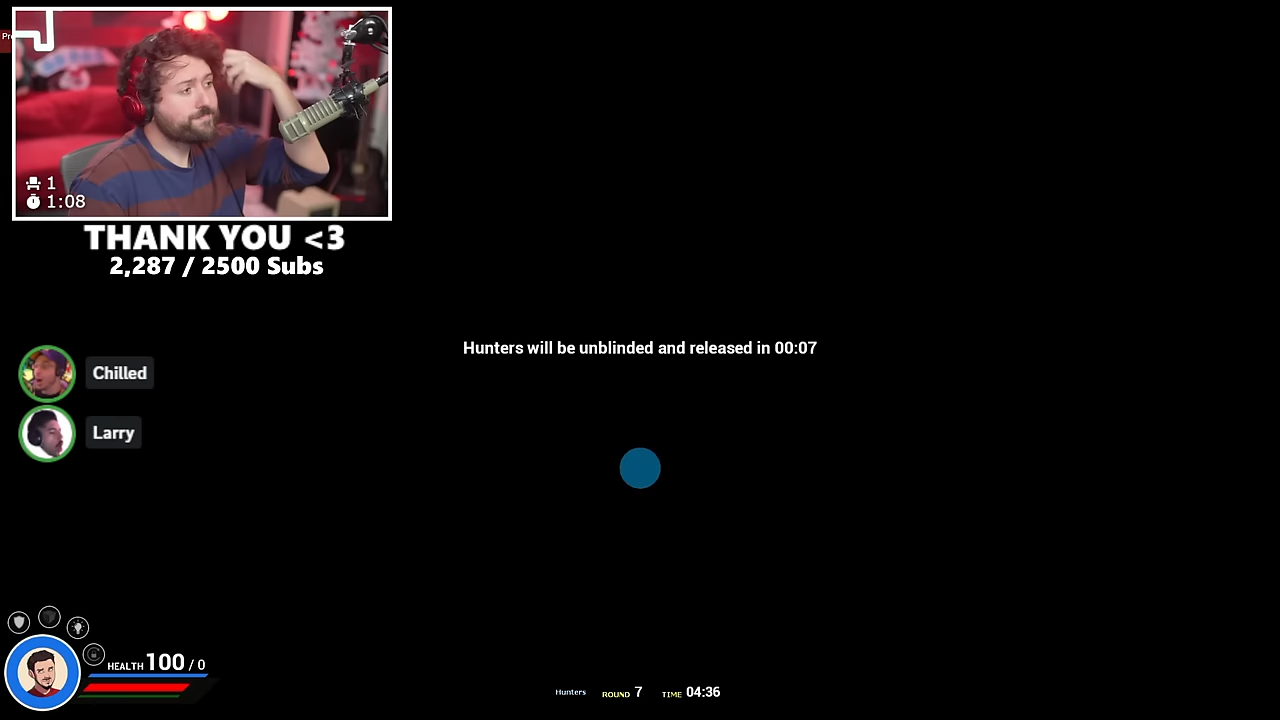 Pr
1
1:08
THANK YOU <3
2,287 / 2500 Subs
Hunters will be unblinded and released in 00:07
Chilled
Larry
HEALTH 100 / 0
Hunters ROUND 7 TIME 04:36